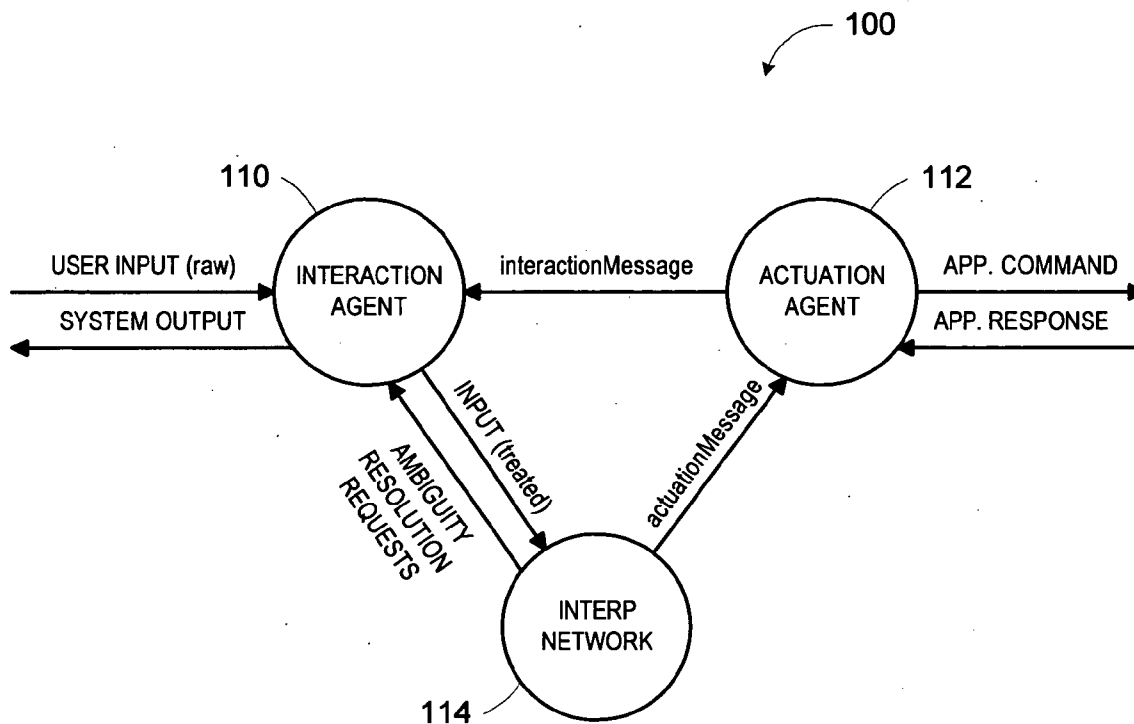 100
110
112
USER INPUT (raw)
SYSTEM OUTPUT
INTERACTION
AGENT
interactionMessage
ACTUATION
AGENT
APP. COMMAND
APP. RESPONSE
INPUT (treated)
AMBIGUITY
RESOLUTION
REQUESTS
actuationMessage
INTERP
NETWORK
114